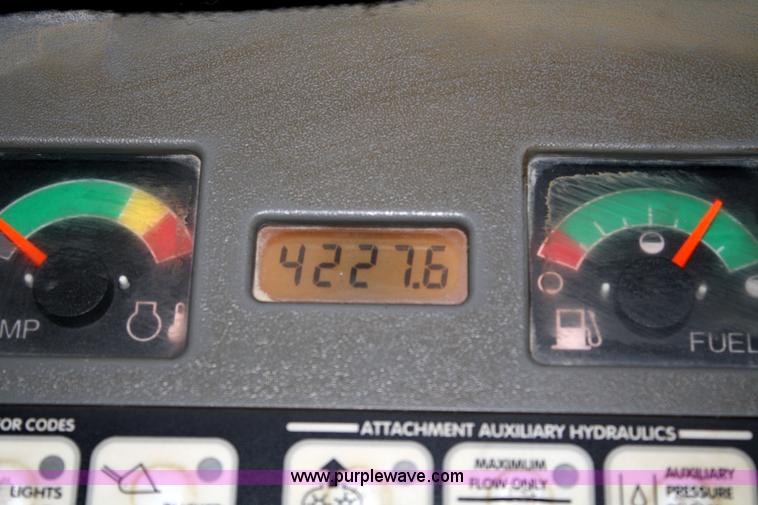 4227.6
MP
FUEL
OR CODES
ATTACHMENT AUXILIARY HYDRAULICS
LIGHTS
MAXIMUM
FLOW ONLY
AUXILIARY
PRESSURE
www.purplewave.com